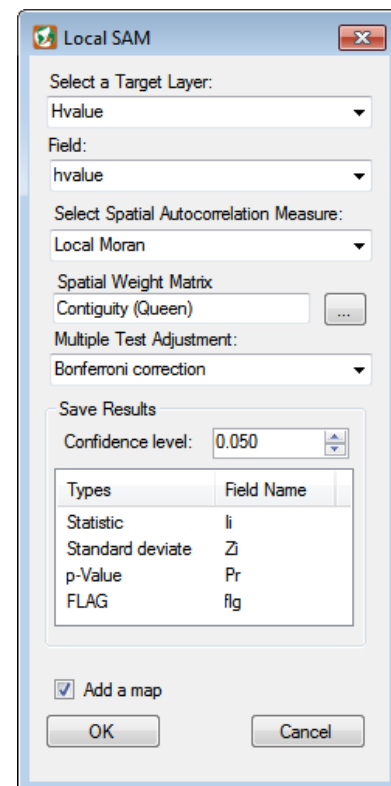 Local SAM
Select a Target Layer:
Hvalue
Field:
hvalue
Select Spatial Autocorrelation Measure:
Local Moran
Spatial Weight Matrix
Contiguity (Queen)
...
Multiple Test Adjustment:
Bonferroni correction
Save Results
Confidence level: 0.050
Types Field Name
Statistic Ii
Standard deviate Zi
p-Value Pr
FLAG flg
Add a map
OK Cancel